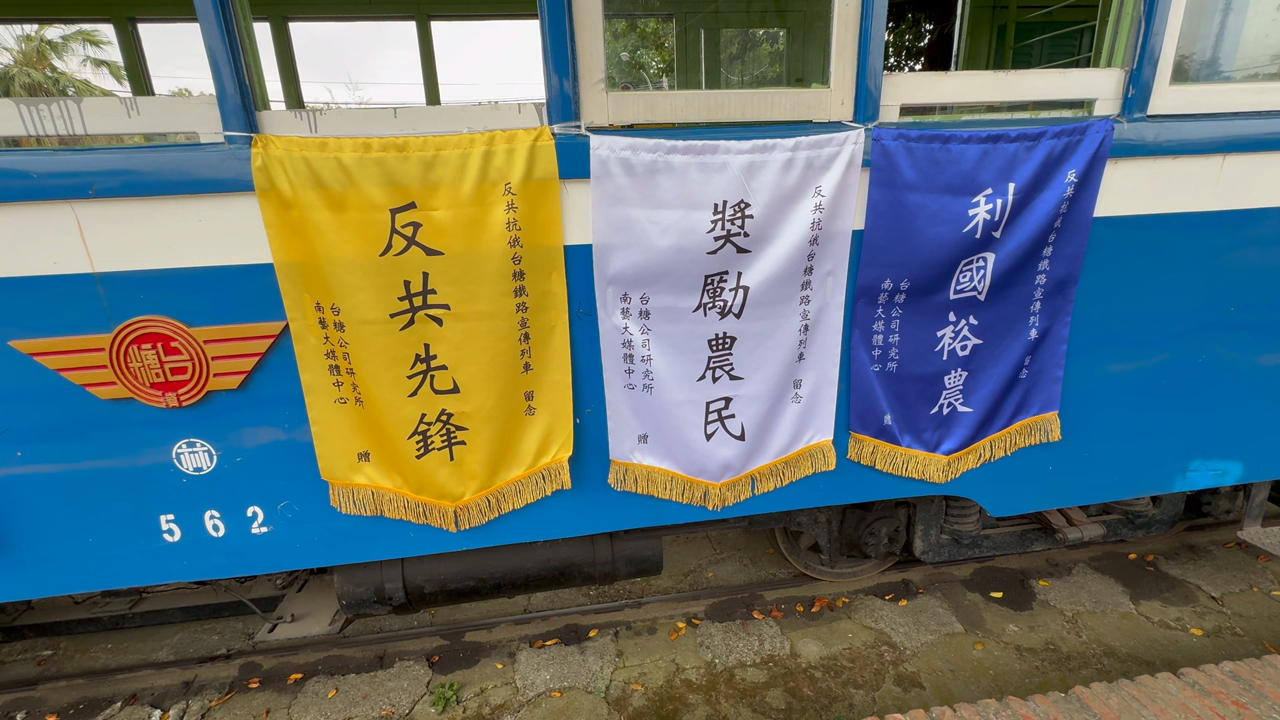 反共抗俄台糖鐵路宣傳列車 留念
反共先鋒
台糖公司研究所
南藝大媒體中心
贈
反共抗俄台糖鐵路宣傳列車 留念
獎勵農民
台糖公司研究所
南藝大媒體中心
贈
反共抗俄台糖鐵路宣傳列車 留念
利國裕農
台糖公司研究所
南藝大媒體中心
贈
台糖
林
562